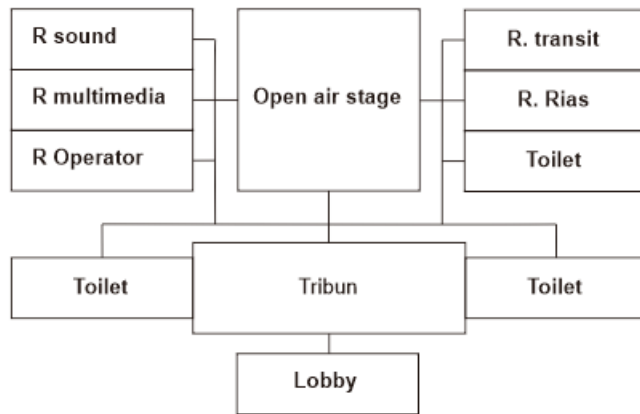 R sound
R multimedia
R Operator
Open air stage
R. transit
R. Rias
Toilet
Toilet
Tribun
Toilet
Lobby